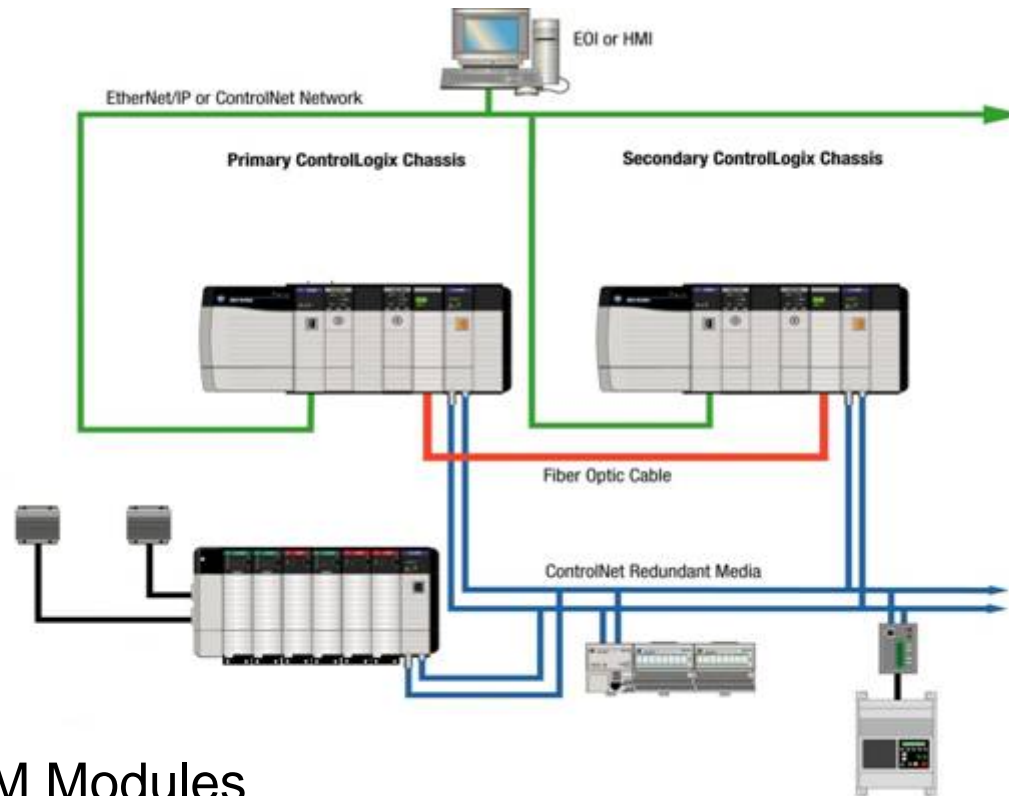 EOI or HMI
EtherNet/IP or ControlNet Network
Primary ControlLogix Chassis
Secondary ControlLogix Chassis
Fiber Optic Cable
ControlNet Redundant Media
M Modules